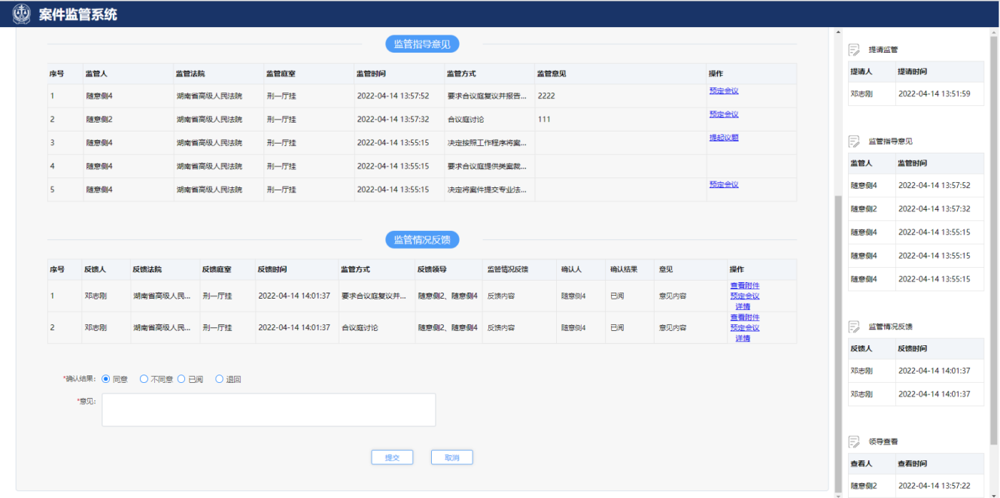 案件监管系统
监管指导意见
序号 监管人 监管法院 监管庭室 监管时间 监管方式 监管意见 操作
1 随意侧4 湖南省高级人民法院 刑一厅挂 2022-04-14 13:57:52 要求合议庭复议并报告... 2222 预定会议
2 随意侧2 湖南省高级人民法院 刑一厅挂 2022-04-14 13:57:32 合议庭讨论 111 预定会议
3 随意侧4 湖南省高级人民法院 刑一厅挂 2022-04-14 13:55:15 决定按照工作程序将案... 提起议题
4 随意侧4 湖南省高级人民法院 刑一厅挂 2022-04-14 13:55:15 要求合议庭提供类案裁...
5 随意侧4 湖南省高级人民法院 刑一厅挂 2022-04-14 13:55:15 决定将案件提交专业法... 预定会议
监管情况反馈
序号 反馈人 反馈法院 反馈庭室 反馈时间 监管方式 反馈领导 监管情况反馈 确认人 确认结果 意见 操作
1 邓志刚 湖南省高级人民... 刑一厅挂 2022-04-14 14:01:37 要求合议庭复议并... 随意侧2、随意侧4 反馈内容 随意侧4 已阅 意见内容 查看附件
预定会议
详情
2 邓志刚 湖南省高级人民... 刑一厅挂 2022-04-14 14:01:37 合议庭讨论 随意侧2、随意侧4 反馈内容 随意侧4 已阅 意见内容 查看附件
预定会议
详情
*确认结果: 同意 不同意 已阅 退回
*意见:
提交 取消
提请监管
提请人 提请时间
邓志刚 2022-04-14 13:51:59
监管指导意见
监管人 监管时间
随意侧4 2022-04-14 13:57:52
随意侧2 2022-04-14 13:57:32
随意侧4 2022-04-14 13:55:15
随意侧4 2022-04-14 13:55:15
随意侧4 2022-04-14 13:55:15
监管情况反馈
反馈人 反馈时间
邓志刚 2022-04-14 14:01:37
邓志刚 2022-04-14 14:01:37
领导查看
查看人 查看时间
随意侧2 2022-04-14 13:57:22